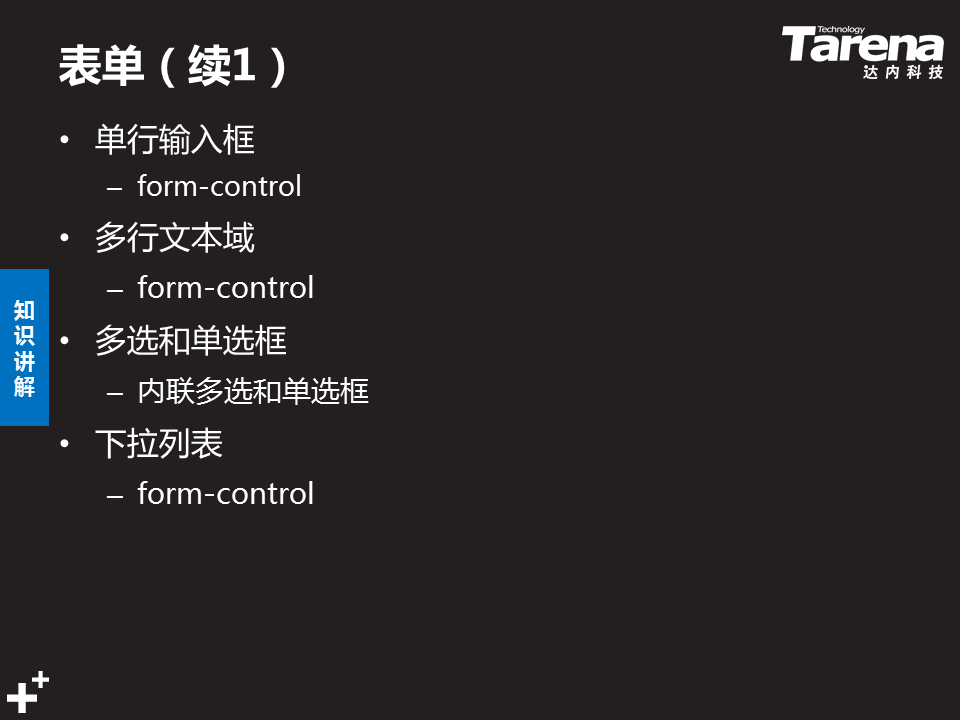 表单（续1）
Technology
Tarena
达内科技
• 单行输入框
– form-control
• 多行文本域
– form-control
• 多选和单选框
– 内联多选和单选框
• 下拉列表
– form-control
知识讲解